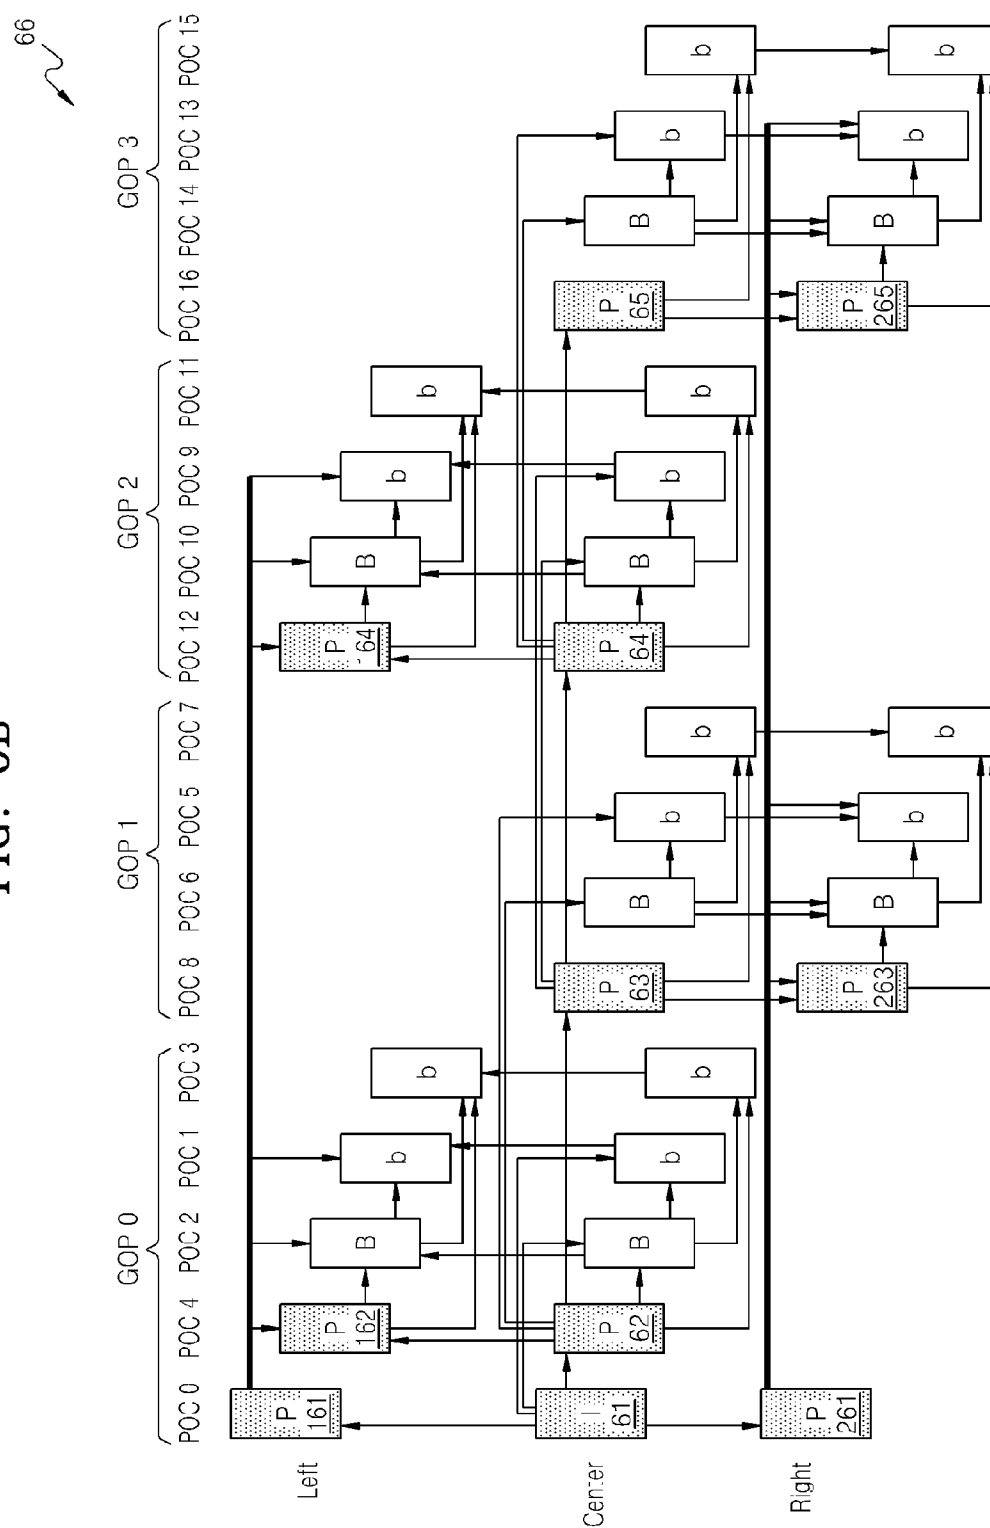 FIG.
66
GOP 0
GOP 1
GOP 2
GOP 3
POC 0
POC 4
POC 2
POC 1
POC 3
POC 8
POC 6
POC 5
POC 7
POC 12
POC 10
POC 9
POC 11
POC 16
POC 14
POC 13
POC 15
Left
P
161
P
162
B
b
b
P
164
B
b
b
Center
I
61
P
62
B
b
b
P
63
B
b
b
P
64
B
b
b
P
65
B
b
b
Right
P
261
P
263
B
b
b
P
265
B
b
b